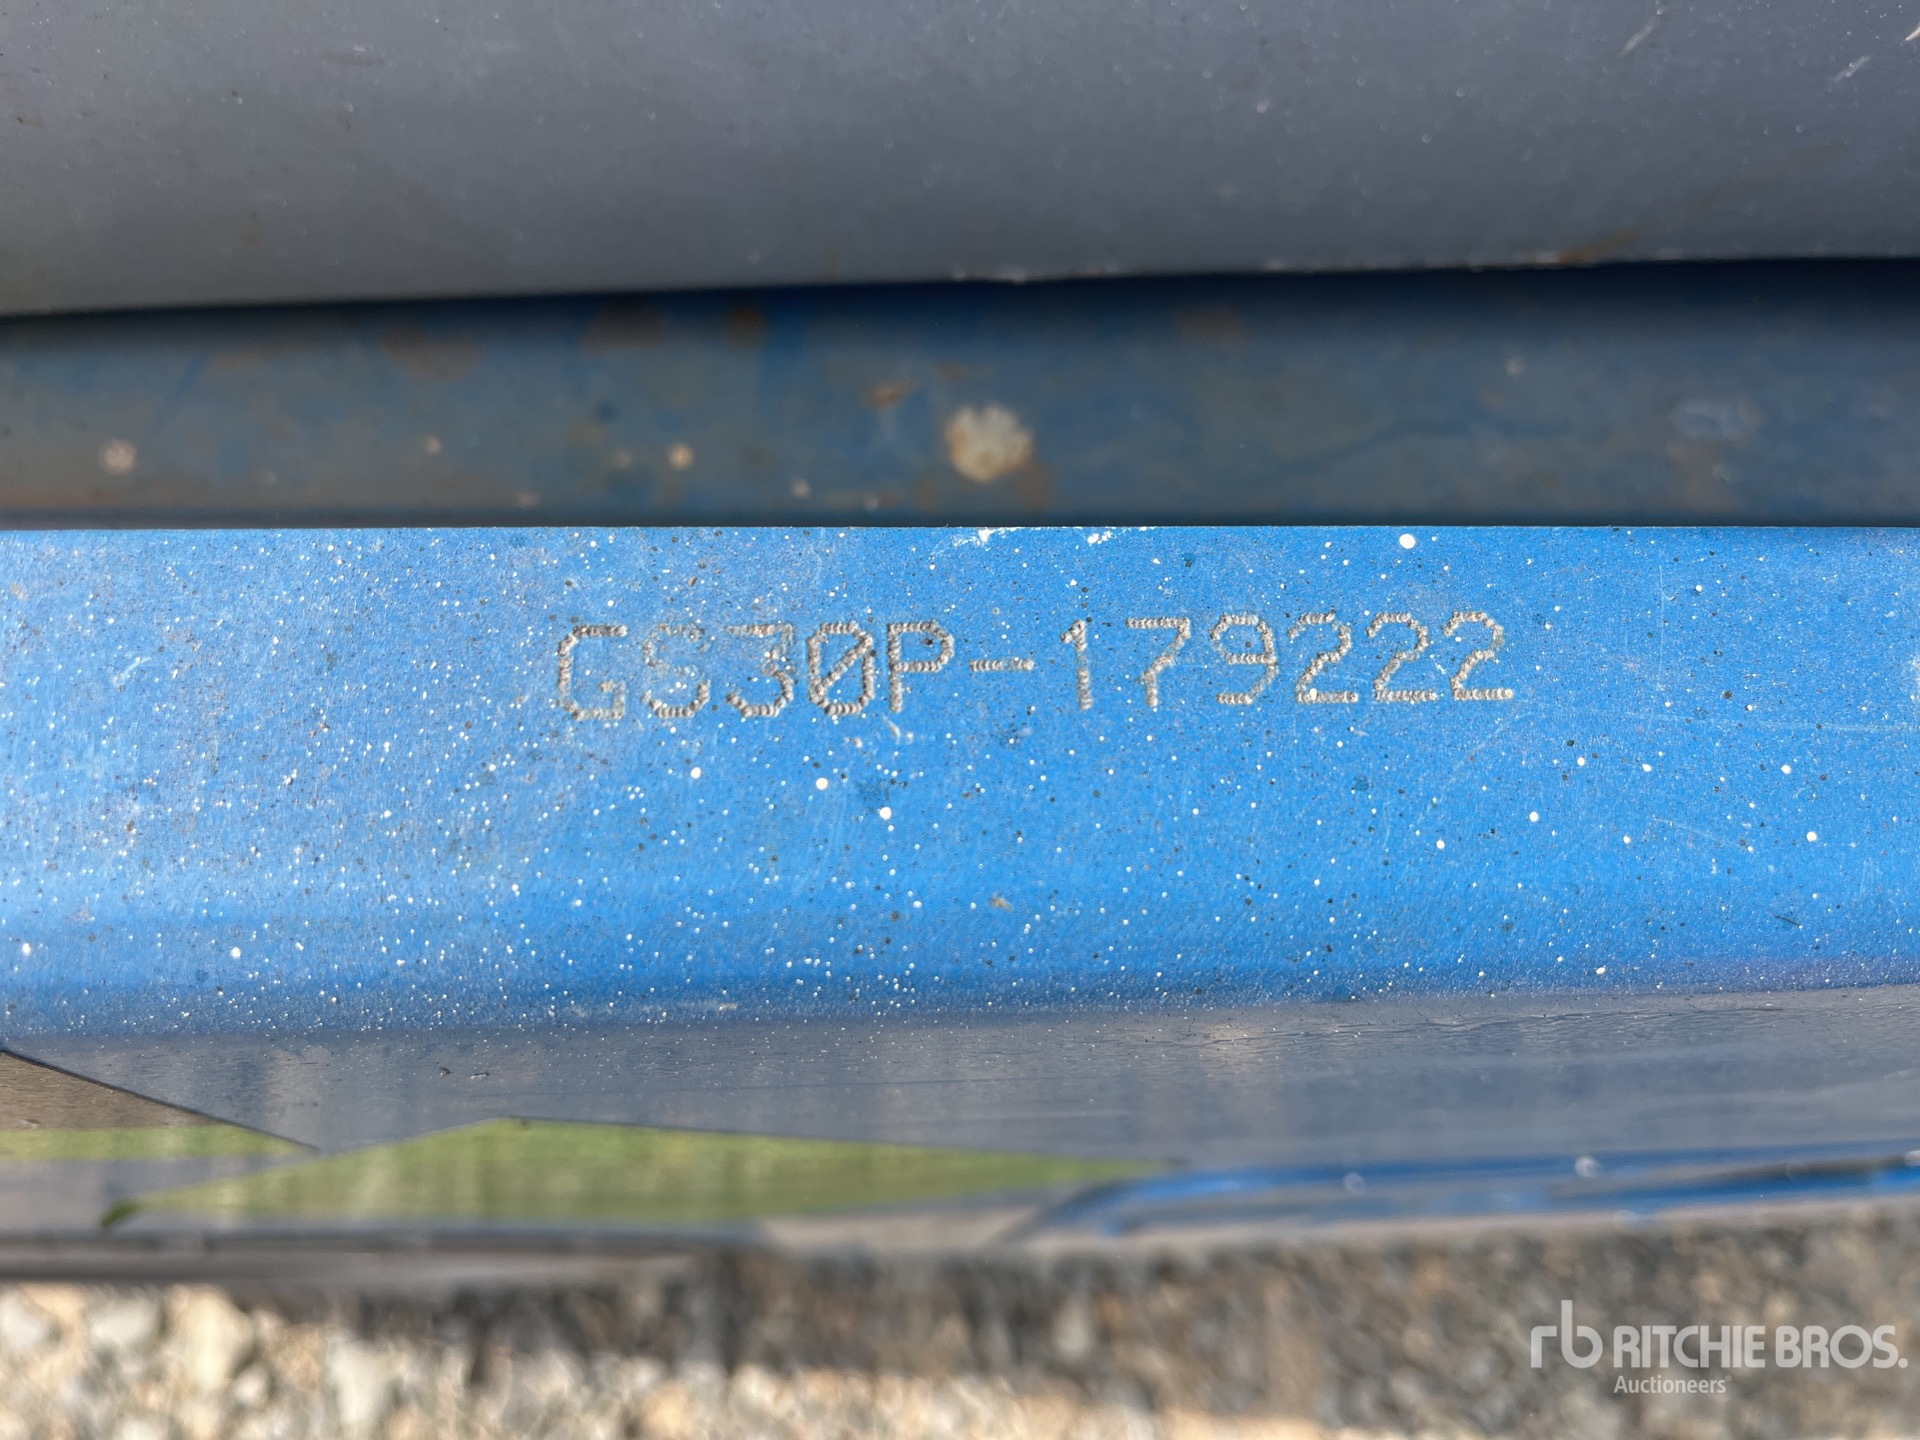 GS30P-179222
rb RITCHIE BROS.
Auctioneers